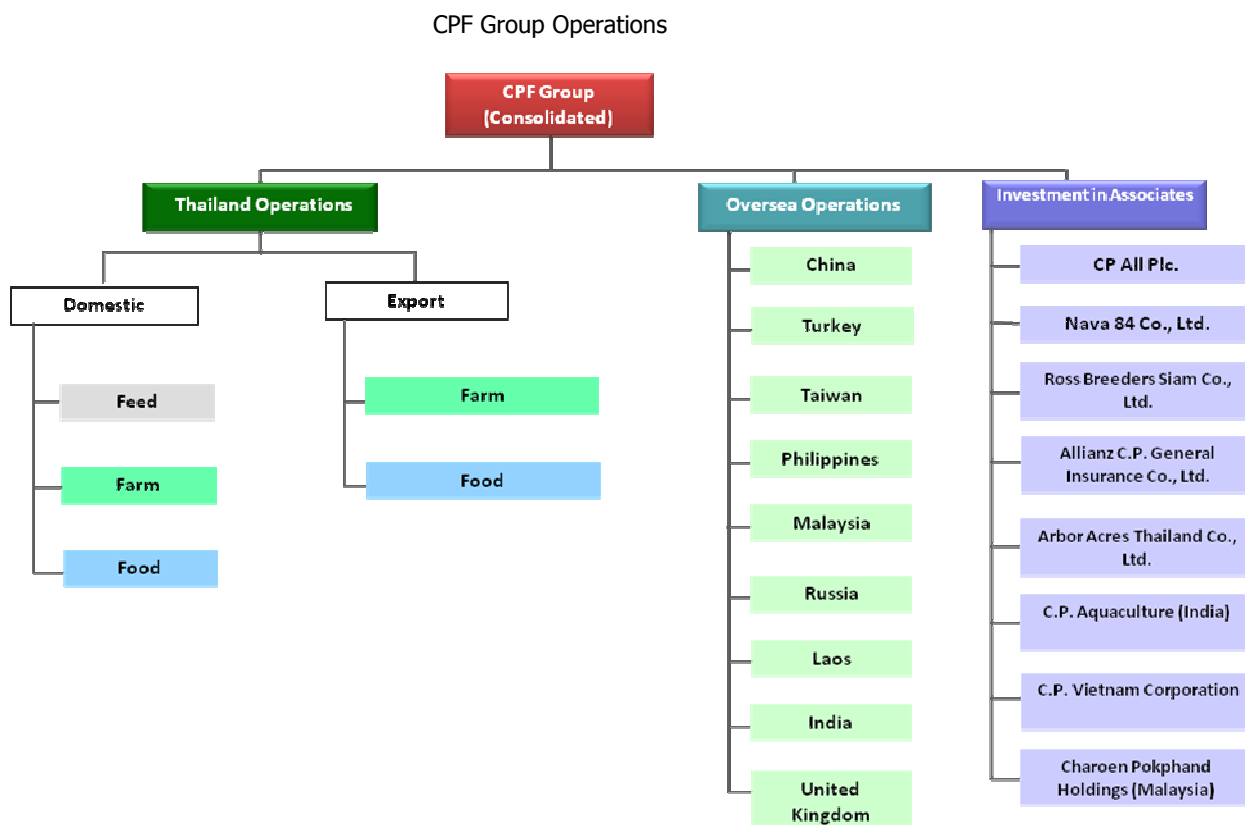 CPF Group Operations
CPF Group
(Consolidated)
Thailand Operations
Oversea Operations
Investment in Associates
Domestic
Export
Feed
Farm
Food
Farm
Food
China
Turkey
Taiwan
Philippines
Malaysia
Russia
Laos
India
United
Kingdom
CP All Plc.
Nava 84 Co., Ltd.
Ross Breeders Siam Co.,
Ltd.
Allianz C.P. General
Insurance Co., Ltd.
Arbor Acres Thailand Co.,
Ltd.
C.P. Aquaculture (India)
C.P. Vietnam Corporation
Charoen Pokphand
Holdings (Malaysia)